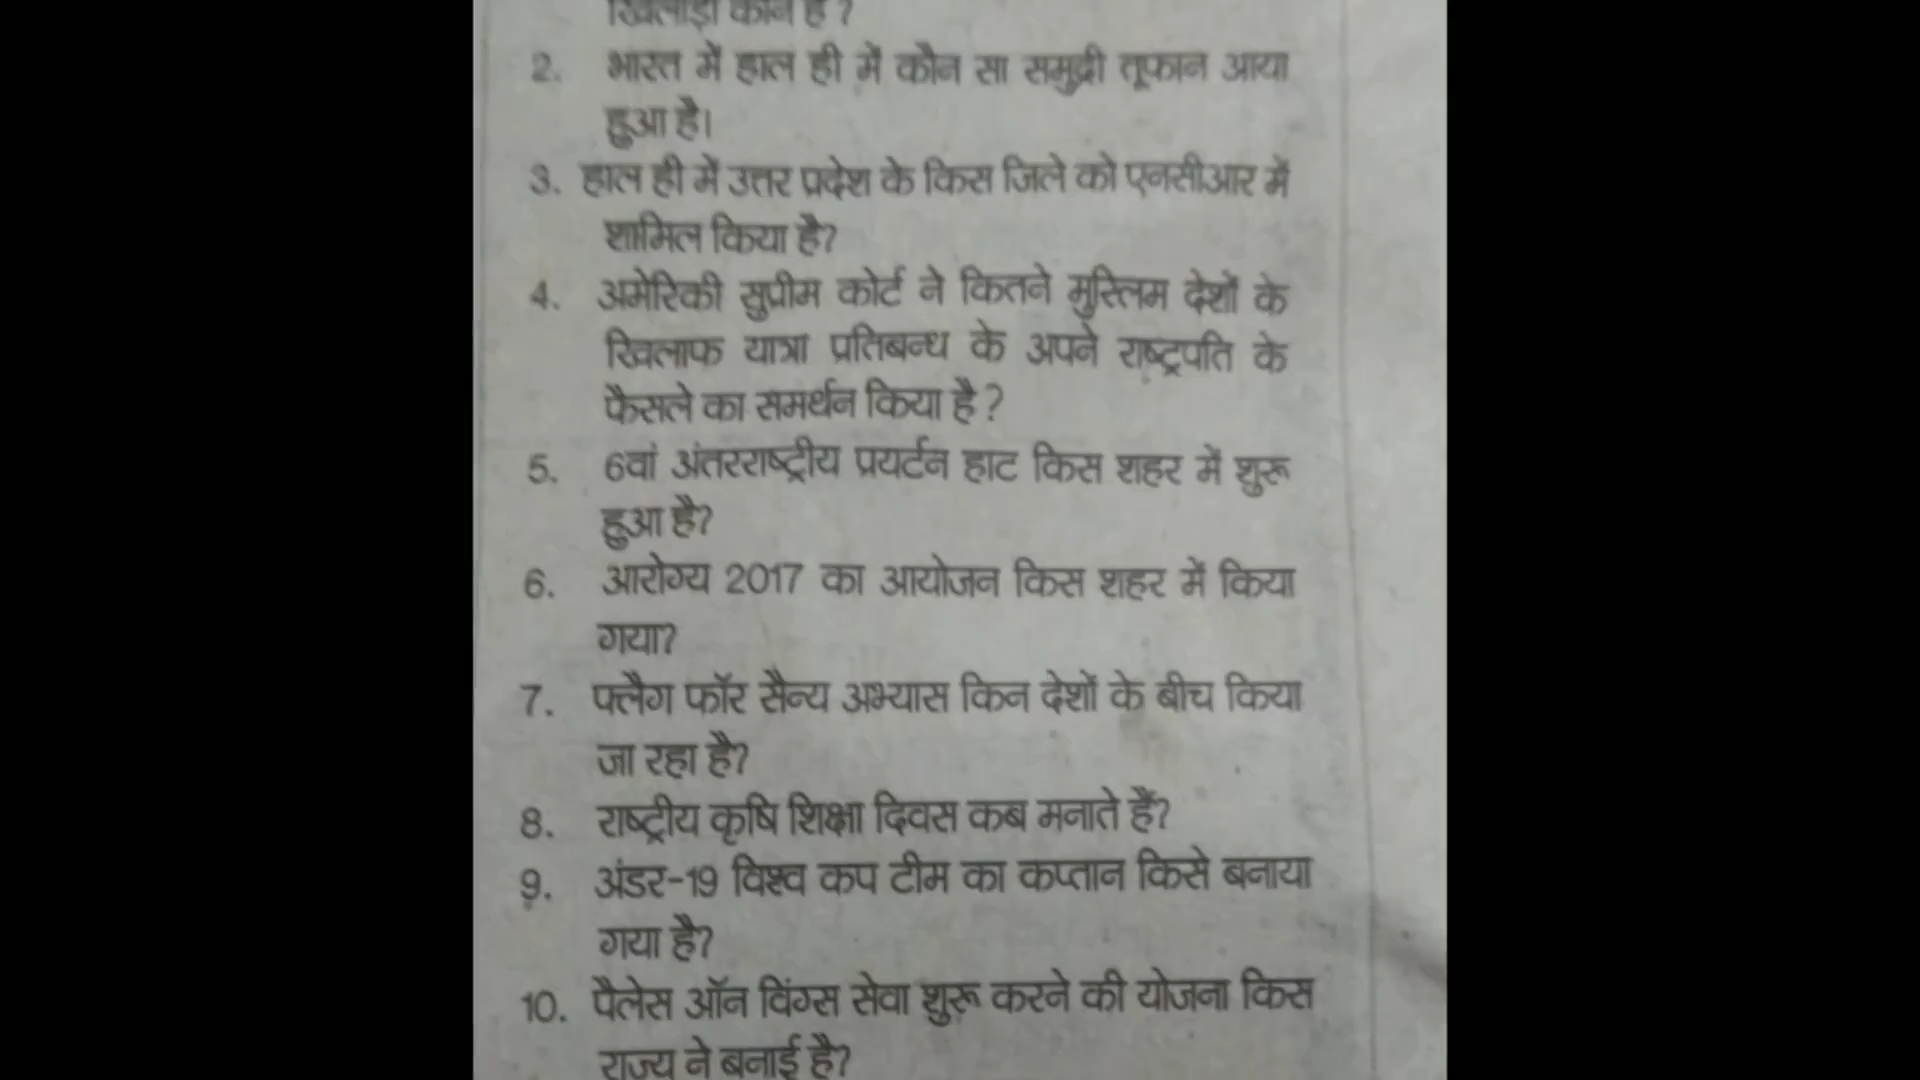 खिलाड़ी कौन है ?
2. भारत में हाल ही में कौन सा समुद्री तूफान आया
हुआ है।
3. हाल ही में उत्तर प्रदेश के किस जिले को एनसीआर में
शामिल किया है?
4. अमेरिकी सुप्रीम कोर्ट ने कितने मुस्लिम देशों के
खिलाफ यात्रा प्रतिबन्ध के अपने राष्ट्रपति के
फैसले का समर्थन किया है ?
5. 6वां अंतरराष्ट्रीय प्रयर्टन हाट किस शहर में शुरू
हुआ है?
6. आरोग्य 2017 का आयोजन किस शहर में किया
गया?
7. फ्लैग फॉर सैन्य अभ्यास किन देशों के बीच किया
जा रहा है?
8. राष्ट्रीय कृषि शिक्षा दिवस कब मनाते हैं?
9. अंडर-19 विश्व कप टीम का कप्तान किसे बनाया
गया है?
10. पैलेस ऑन विंग्स सेवा शुरू करने की योजना किस
राज्य ने बनाई है?